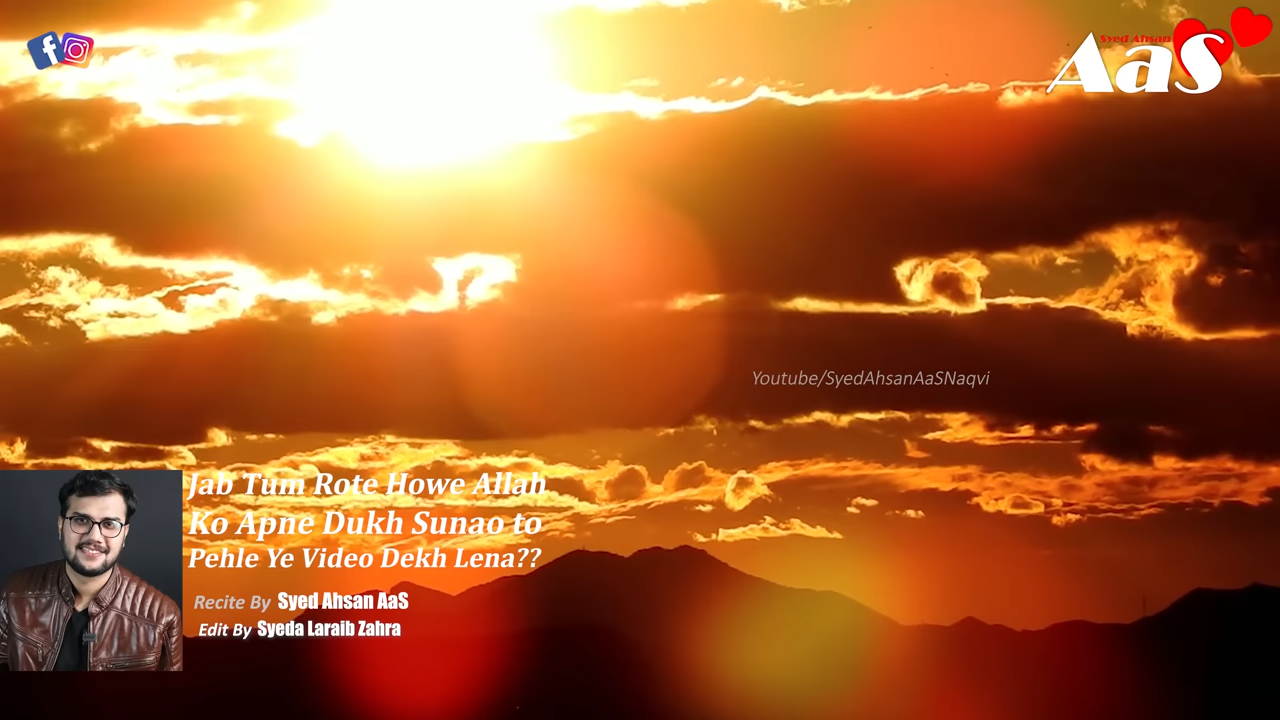 Syed Ahsan
AaS
Youtube/SyedAhsanAaSNaqvi
Jab Tum Rote Howe Allah
Ko Apne Dukh Sunao to
Pehle Ye Video Dekh Lena??
Recite By Syed Ahsan AaS
Edit By Syeda Laraib Zahra